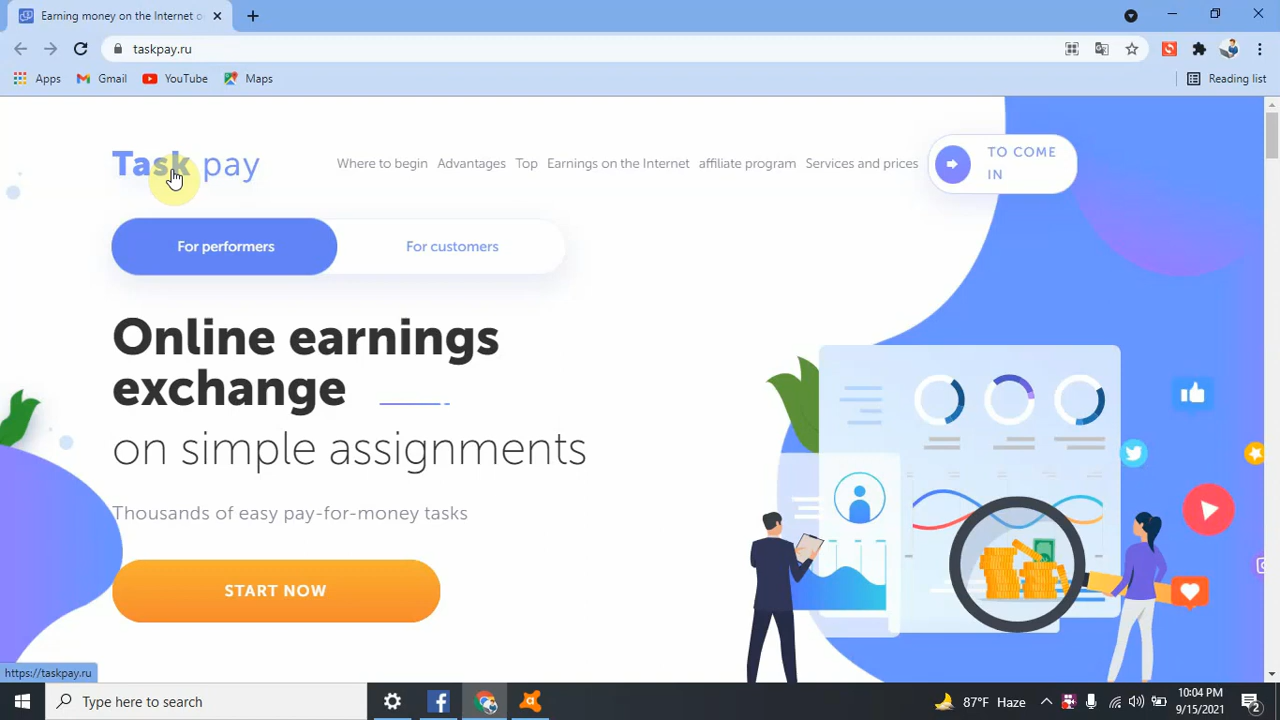 Earning money on the Internet o
taskpay.ru
Apps Gmail YouTube Maps Reading list
Task pay
Where to begin Advantages Top Earnings on the Internet affiliate program Services and prices
TO COME
IN
For performers For customers
Online earnings
exchange
on simple assignments
Thousands of easy pay-for-money tasks
START NOW
https://taskpay.ru
Type here to search
87°F Haze
10:04 PM
9/15/2021
2